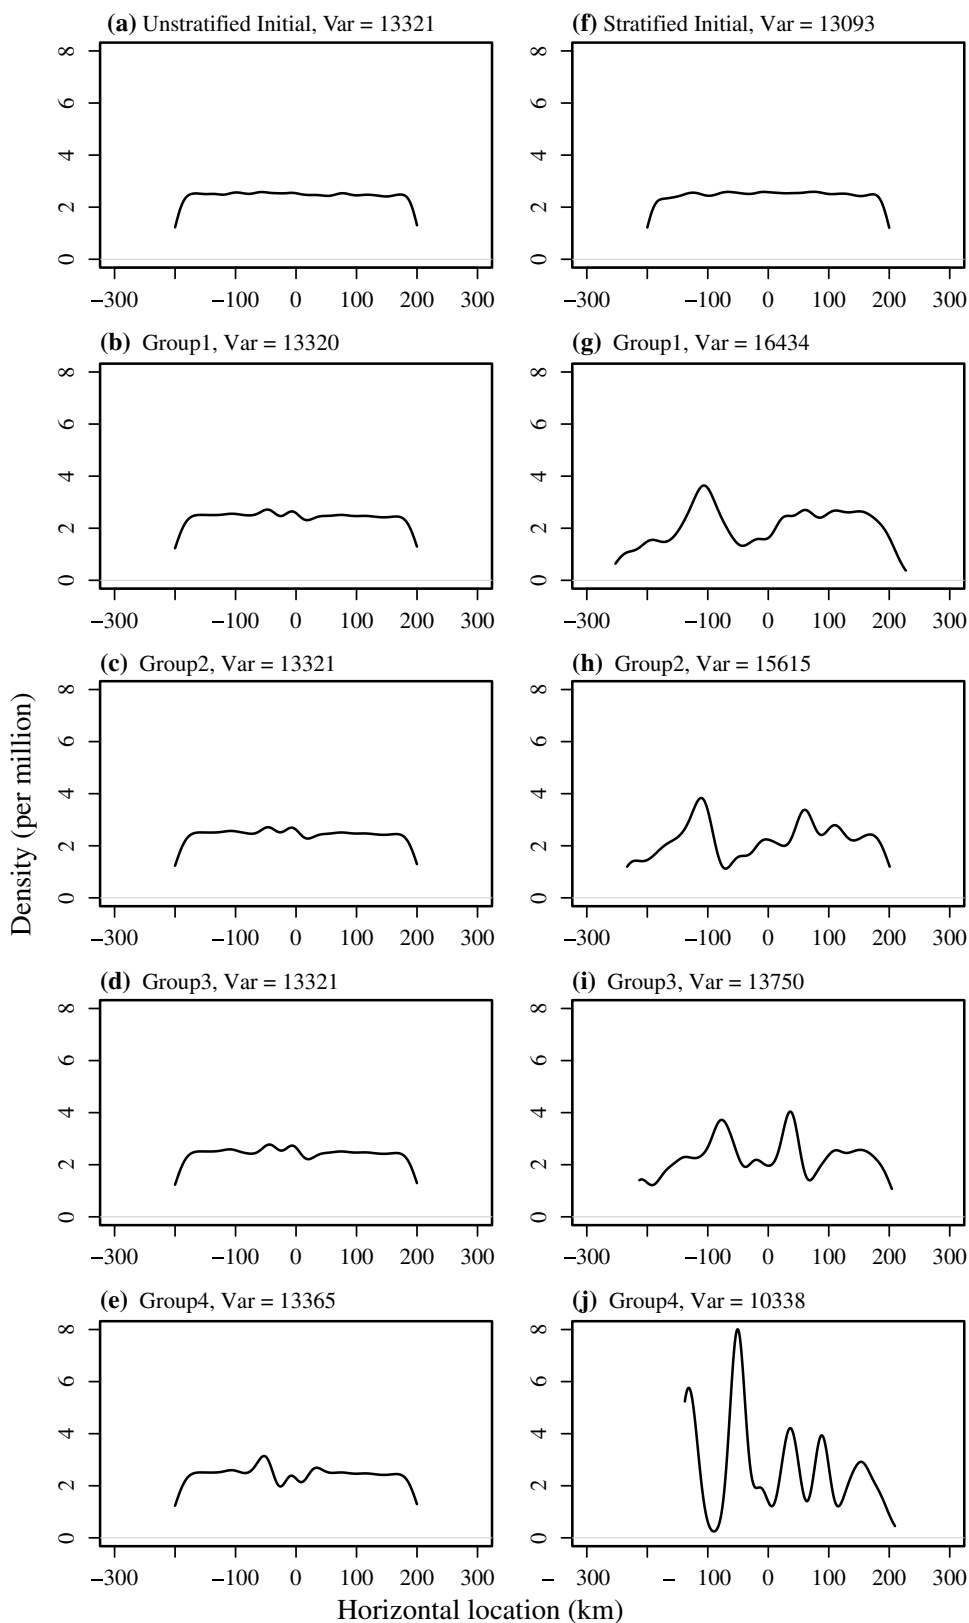 (a) Unstratified Initial, Var = 13321
8
6
4
2
0
−300 −100 0 100 200 300
(f) Stratified Initial, Var = 13093
8
6
4
2
0
−300 −100 0 100 200 300
(b) Group1, Var = 13320
8
6
4
2
0
−300 −100 0 100 200 300
(g) Group1, Var = 16434
8
6
4
2
0
−300 −100 0 100 200 300
(c) Group2, Var = 13321
8
6
4
2
0
−300 −100 0 100 200 300
(h) Group2, Var = 15615
8
6
4
2
0
−300 −100 0 100 200 300
(d) Group3, Var = 13321
8
6
4
2
0
−300 −100 0 100 200 300
(i) Group3, Var = 13750
8
6
4
2
0
−300 −100 0 100 200 300
(e) Group4, Var = 13365
8
6
4
2
0
−300 −100 0 100 200 300
(j) Group4, Var = 10338
8
6
4
2
0
− − 0 100 200 300
Density (per million)
Horizontal location (km)